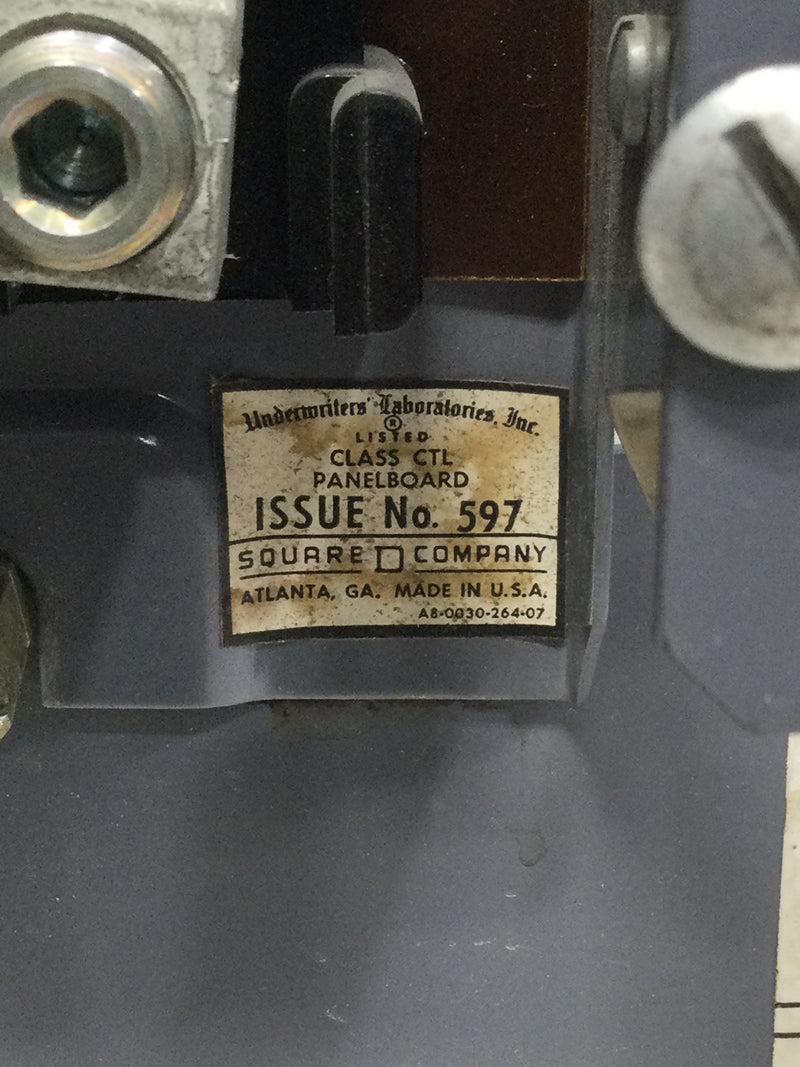 Underwriters' Laboratories, Inc.
®
LISTED
CLASS CTL
PANELBOARD
ISSUE No. 597
SQUARE D COMPANY
ATLANTA, GA. MADE IN U.S.A.
A8-0030-264-07